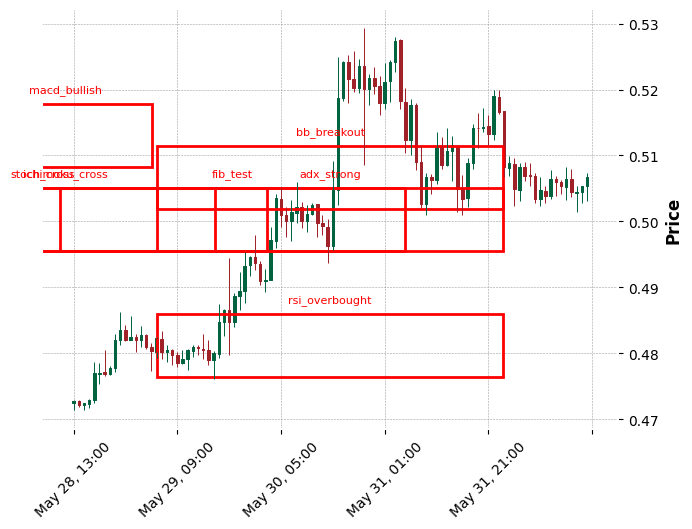 0.53
macd_bullish
0.52
bb_breakout
0.51
stoch_cross
ichimoku_cross
fib_test
adx_strong
0.50
Price
0.49
rsi_overbought
0.48
0.47
May 28, 13:00
May 29, 09:00
May 30, 05:00
May 31, 01:00
May 31, 21:00